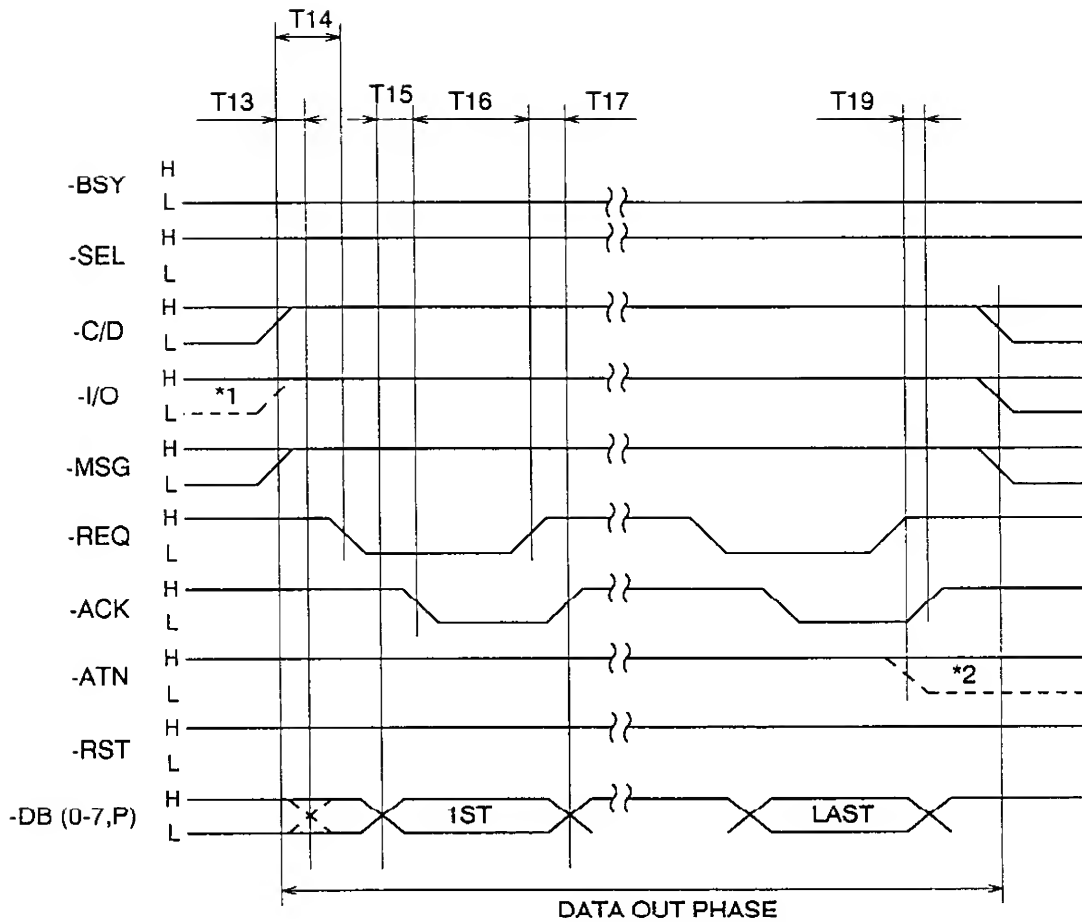 T14
T13 T15 T16 T17 T19
-BSY H L
-SEL H L
-C/D H L
-I/O H L *1
-MSG H L
-REQ H L
-ACK H L
-ATN H L *2
-RST H L
-DB (0-7,P) H L 1ST LAST
DATA OUT PHASE